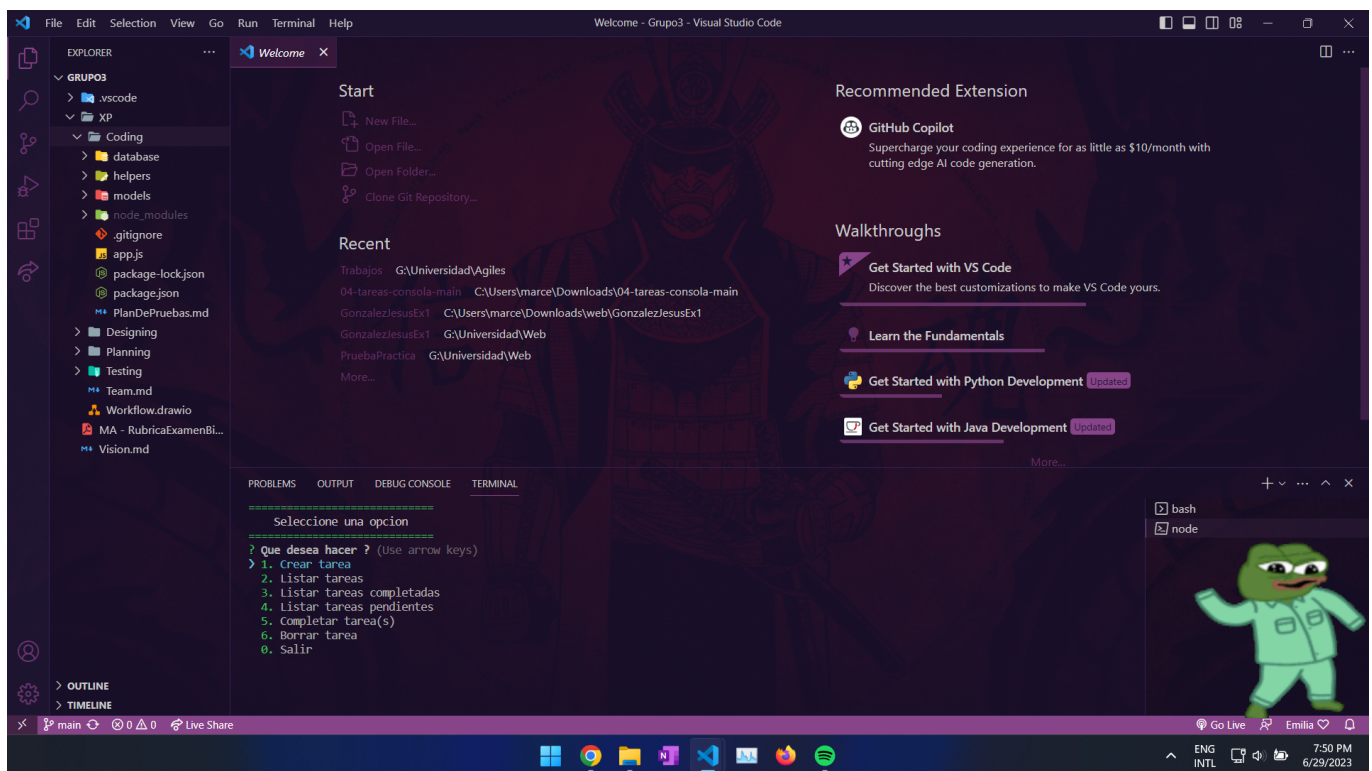 File Edit Selection View Go Run Terminal Help
Welcome - Grupo3 - Visual Studio Code
EXPLORER
Welcome
GRUPO3
.vscode
XP
Coding
database
helpers
models
node_modules
.gitignore
app.js
package-lock.json
package.json
PlanDePruebas.md
Designing
Planning
Testing
Team.md
Workflow.drawio
MA - RubricaExamenBi...
Vision.md
OUTLINE
TIMELINE
Start
New File...
Open File...
Open Folder...
Clone Git Repository...
Recent
Trabajos G:\Universidad\Agiles
04-tareas-consola-main C:\Users\marce\Downloads\04-tareas-consola-main
GonzalezJesusEx1 C:\Users\marce\Downloads\web\GonzalezJesusEx1
GonzalezJesusEx1 G:\Universidad\Web
PruebaPractica G:\Universidad\Web
More...
Recommended Extension
GitHub Copilot
Supercharge your coding experience for as little as $10/month with
cutting edge AI code generation.
Walkthroughs
Get Started with VS Code
Discover the best customizations to make VS Code yours.
Learn the Fundamentals
Get Started with Python Development Updated
Get Started with Java Development Updated
More...
PROBLEMS OUTPUT DEBUG CONSOLE TERMINAL
=============================
Seleccione una opcion
=============================
? Que desea hacer ? (Use arrow keys)
❯ 1. Crear tarea
2. Listar tareas
3. Listar tareas completadas
4. Listar tareas pendientes
5. Completar tarea(s)
6. Borrar tarea
0. Salir
bash
node
main 0 0 Live Share
Go Live Emilia
ENG
INTL
7:50 PM
6/29/2023